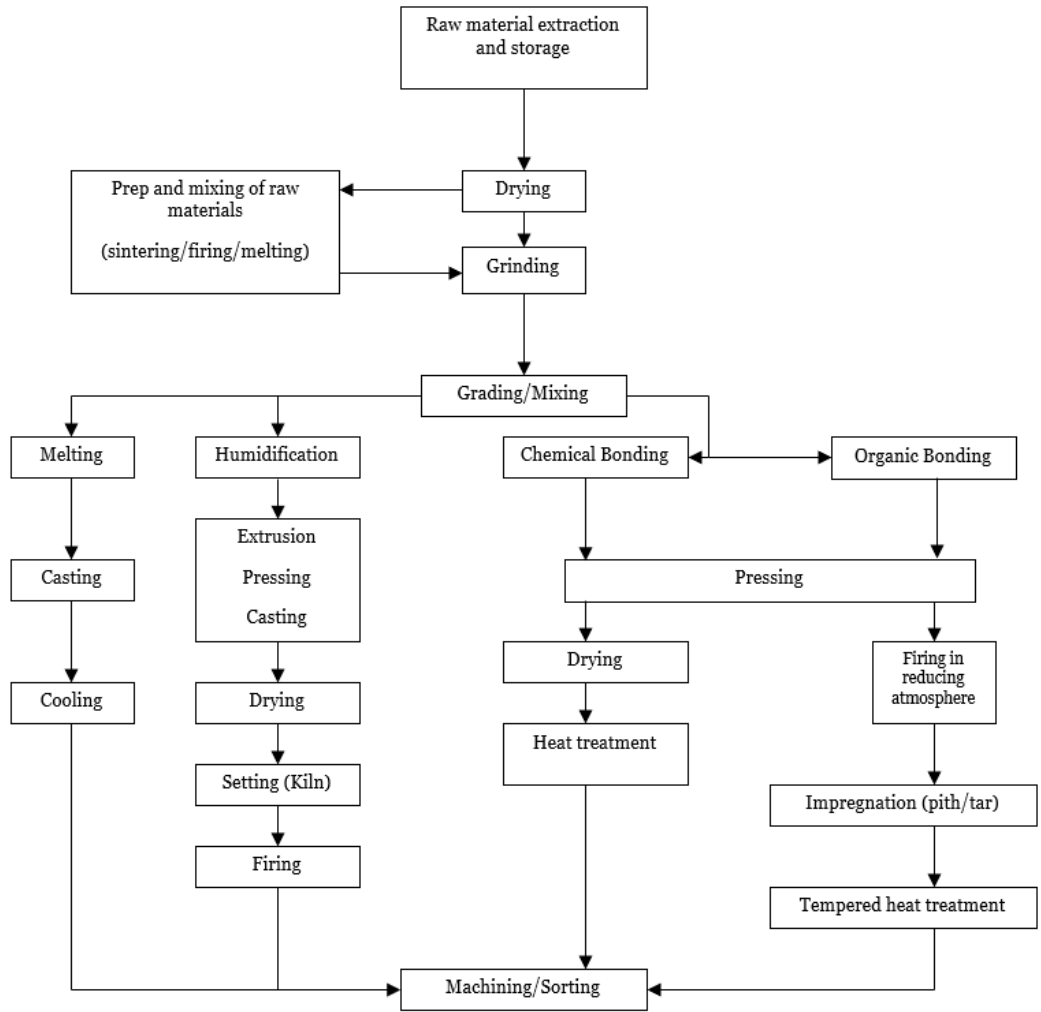 Raw material extraction
and storage
Drying
Prep and mixing of raw
materials
(sintering/firing/melting)
Grinding
Grading/Mixing
Melting
Humidification
Chemical Bonding
Organic Bonding
Extrusion
Pressing
Casting
Casting
Pressing
Drying
Firing in
reducing
atmosphere
Cooling
Drying
Heat treatment
Setting (Kiln)
Impregnation (pith/tar)
Firing
Tempered heat treatment
Machining/Sorting